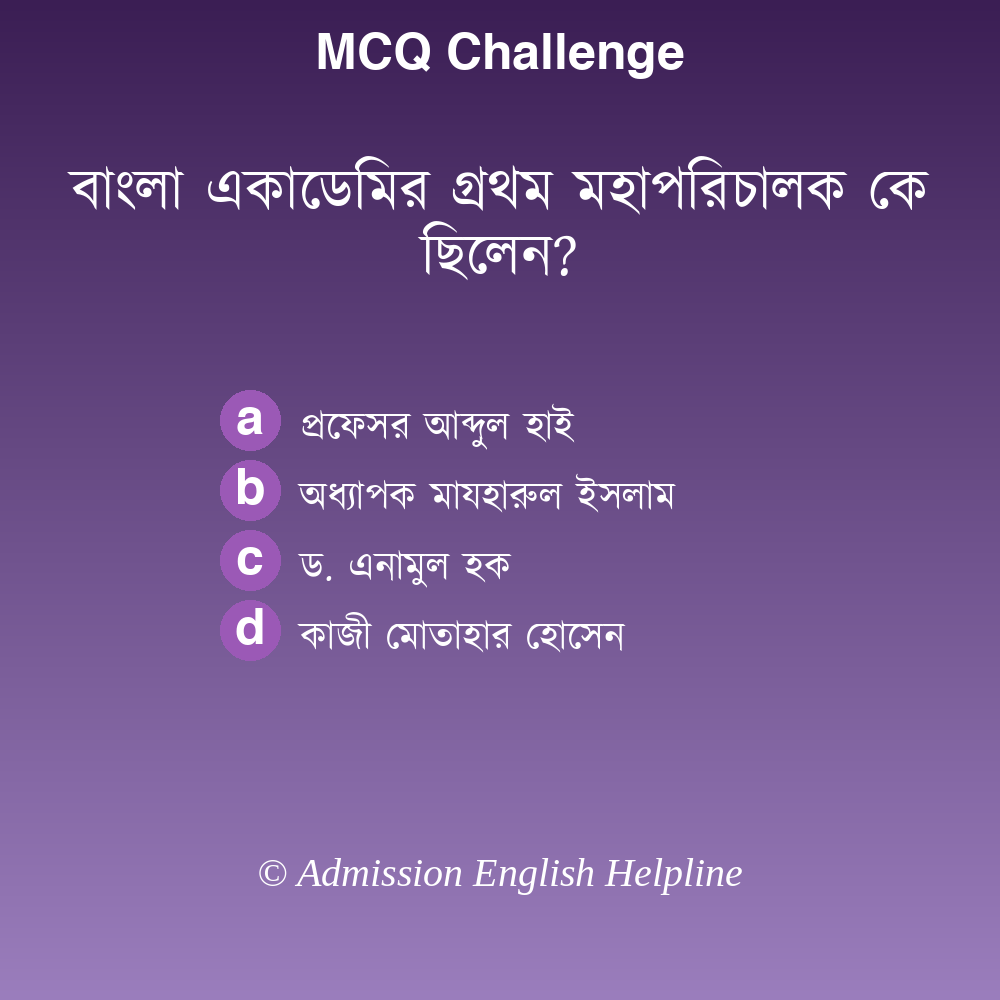 MCQ Challenge
বাংলা একাডেমির গ্রথম মহাপরিচালক কে
ছিলেন?
a প্রফেসর আব্দুল হাই
b অধ্যাপক মাযহারুল ইসলাম
c ড. এনামুল হক
d কাজী মোতাহার হোসেন
© Admission English Helpline